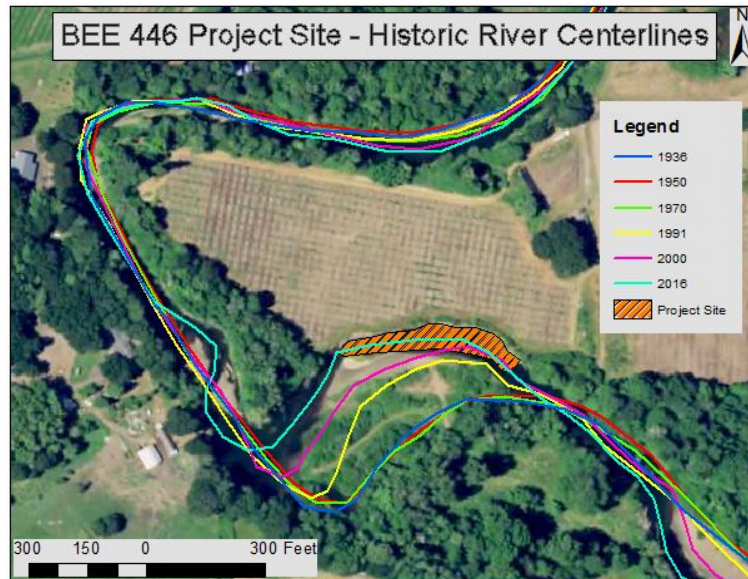 BEE 446 Project Site - Historic River Centerlines
N
Legend
1936
1950
1970
1991
2000
2016
Project Site
300 150 0 300 Feet